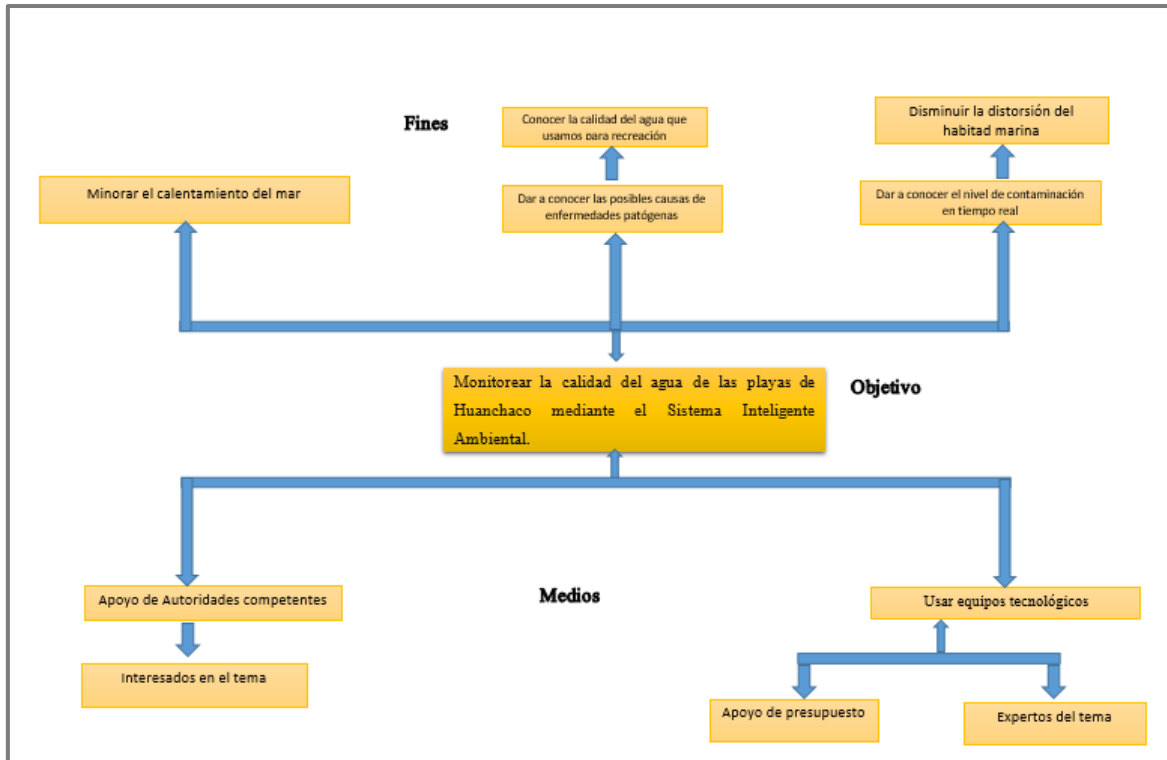 Fines
Conocer la calidad del agua que
usamos para recreación
Disminuir la distorsión del
habitad marina
Minorar el calentamiento del mar
Dar a conocer las posibles causas de
enfermedades patógenas
Dar a conocer el nivel de contaminación
en tiempo real
Monitorear la calidad del agua de las playas de
Huanchaco mediante el Sistema Inteligente
Ambiental.
Objetivo
Apoyo de Autoridades competentes
Medios
Usar equipos tecnológicos
Interesados en el tema
Apoyo de presupuesto
Expertos del tema